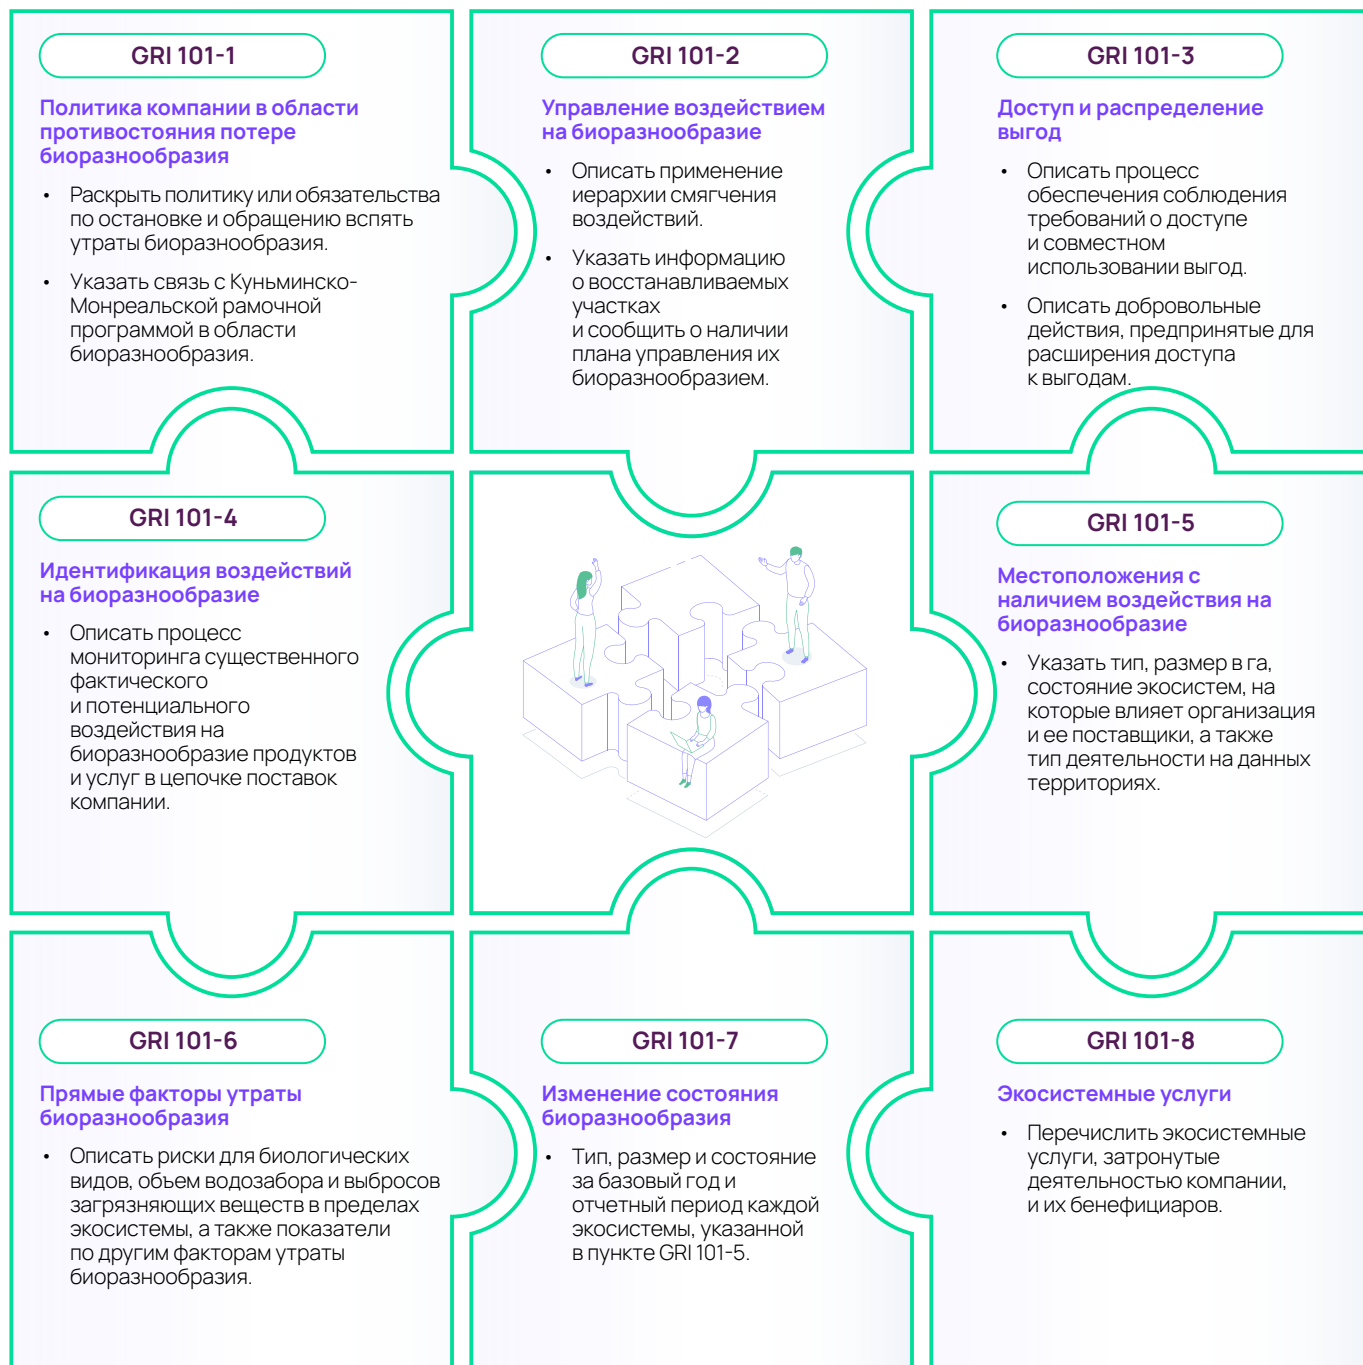 GRI 101-1
Политика компании в области
противостояния потере
биоразнообразия
• Раскрыть политику или обязательства
по остановке и обращению вспять
утраты биоразнообразия.
• Указать связь с Куньминско-
Монреальской рамочной
программой в области
биоразнообразия.
GRI 101-2
Управление воздействием
на биоразнообразие
• Описать применение
иерархии смягчения
воздействий.
• Указать информацию
о восстанавливаемых
участках
и сообщить о наличии
плана управления их
биоразнообразием.
GRI 101-3
Доступ и распределение
выгод
• Описать процесс
обеспечения соблюдения
требований о доступе
и совместном
использовании выгод.
• Описать добровольные
действия, предпринятые для
расширения доступа
к выгодам.
GRI 101-4
Идентификация воздействий
на биоразнообразие
• Описать процесс
мониторинга существенного
фактического
и потенциального
воздействия на
биоразнообразие продуктов
и услуг в цепочке поставок
компании.
GRI 101-5
Местоположения с
наличием воздействия на
биоразнообразие
• Указать тип, размер в га,
состояние экосистем, на
которые влияет организация
и ее поставщики, а также
тип деятельности на данных
территориях.
GRI 101-6
Прямые факторы утраты
биоразнообразия
• Описать риски для биологических
видов, объем водозабора и выбросов
загрязняющих веществ в пределах
экосистемы, а также показатели
по другим факторам утраты
биоразнообразия.
GRI 101-7
Изменение состояния
биоразнообразия
• Тип, размер и состояние
за базовый год и
отчетный период каждой
экосистемы, указанной
в пункте GRI 101-5.
GRI 101-8
Экосистемные услуги
• Перечислить экосистемные
услуги, затронутые
деятельностью компании,
и их бенефициаров.